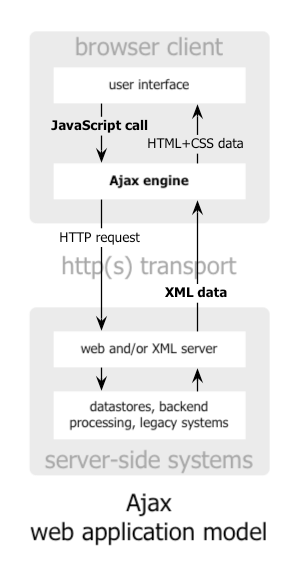 browser client
user interface
JavaScript call
HTML+CSS data
Ajax engine
HTTP request
http(s) transport
XML data
web and/or XML server
datastores, backend
processing, legacy systems
server-side systems
Ajax
web application model